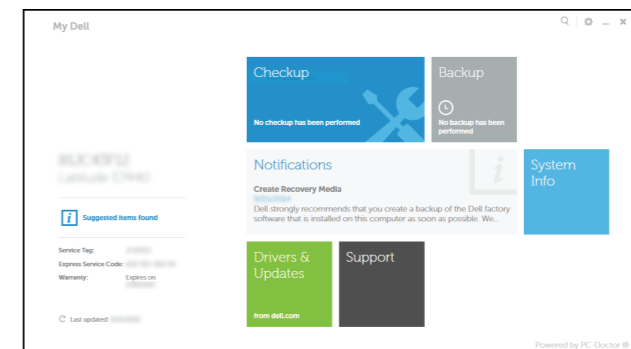 My Dell
Checkup
No checkup has been performed
Backup
No backup has been
performed
Notifications
Create Recovery Media
Dell strongly recommends that you create a backup of the Dell factory
software that is installed on this computer as soon as possible. We...
System
Info
Suggested items found
Service Tag:
Express Service Code:
Warranty: Expires on
Last updated:
Drivers &
Updates
from dell.com
Support
Powered by PC-Doctor ®